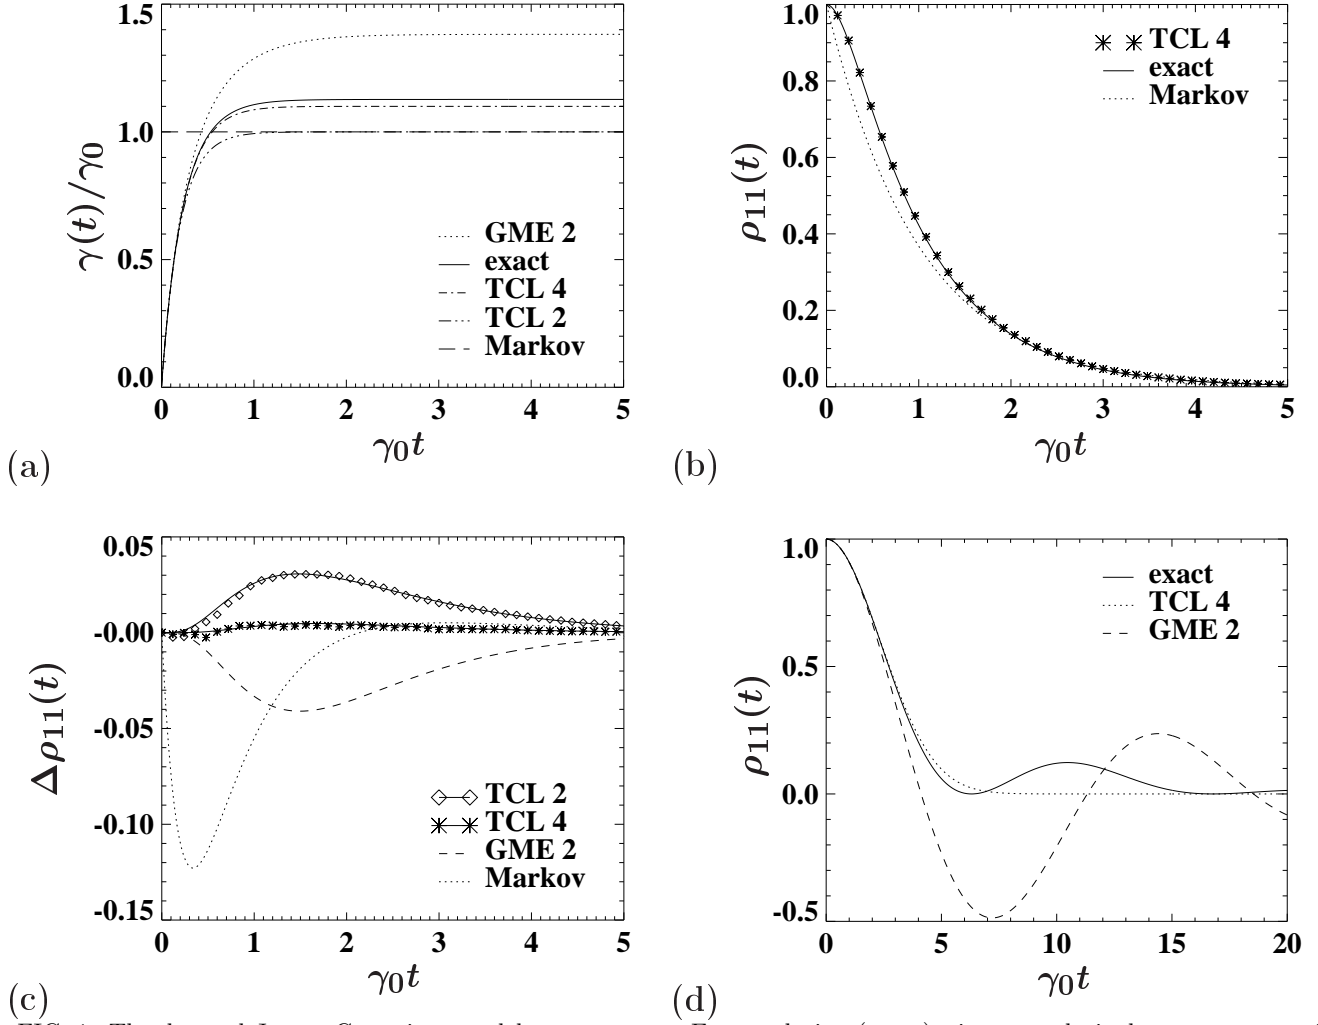 1.5
1.0
0.5
0.0
γ(t)/γ0
GME 2
exact
TCL 4
TCL 2
Markov
0 1 2 3 4 5
γ0t
(a)
1.0
0.8
0.6
0.4
0.2
0.0
ρ11(t)
TCL 4
exact
Markov
0 1 2 3 4 5
γ0t
(b)
0.05
-0.00
-0.05
-0.10
-0.15
Δρ11(t)
TCL 2
TCL 4
GME 2
Markov
0 1 2 3 4 5
γ0t
(c)
1.0
0.5
0.0
-0.5
ρ11(t)
exact
TCL 4
GME 2
0 5 10 15 20
γ0t
(d)